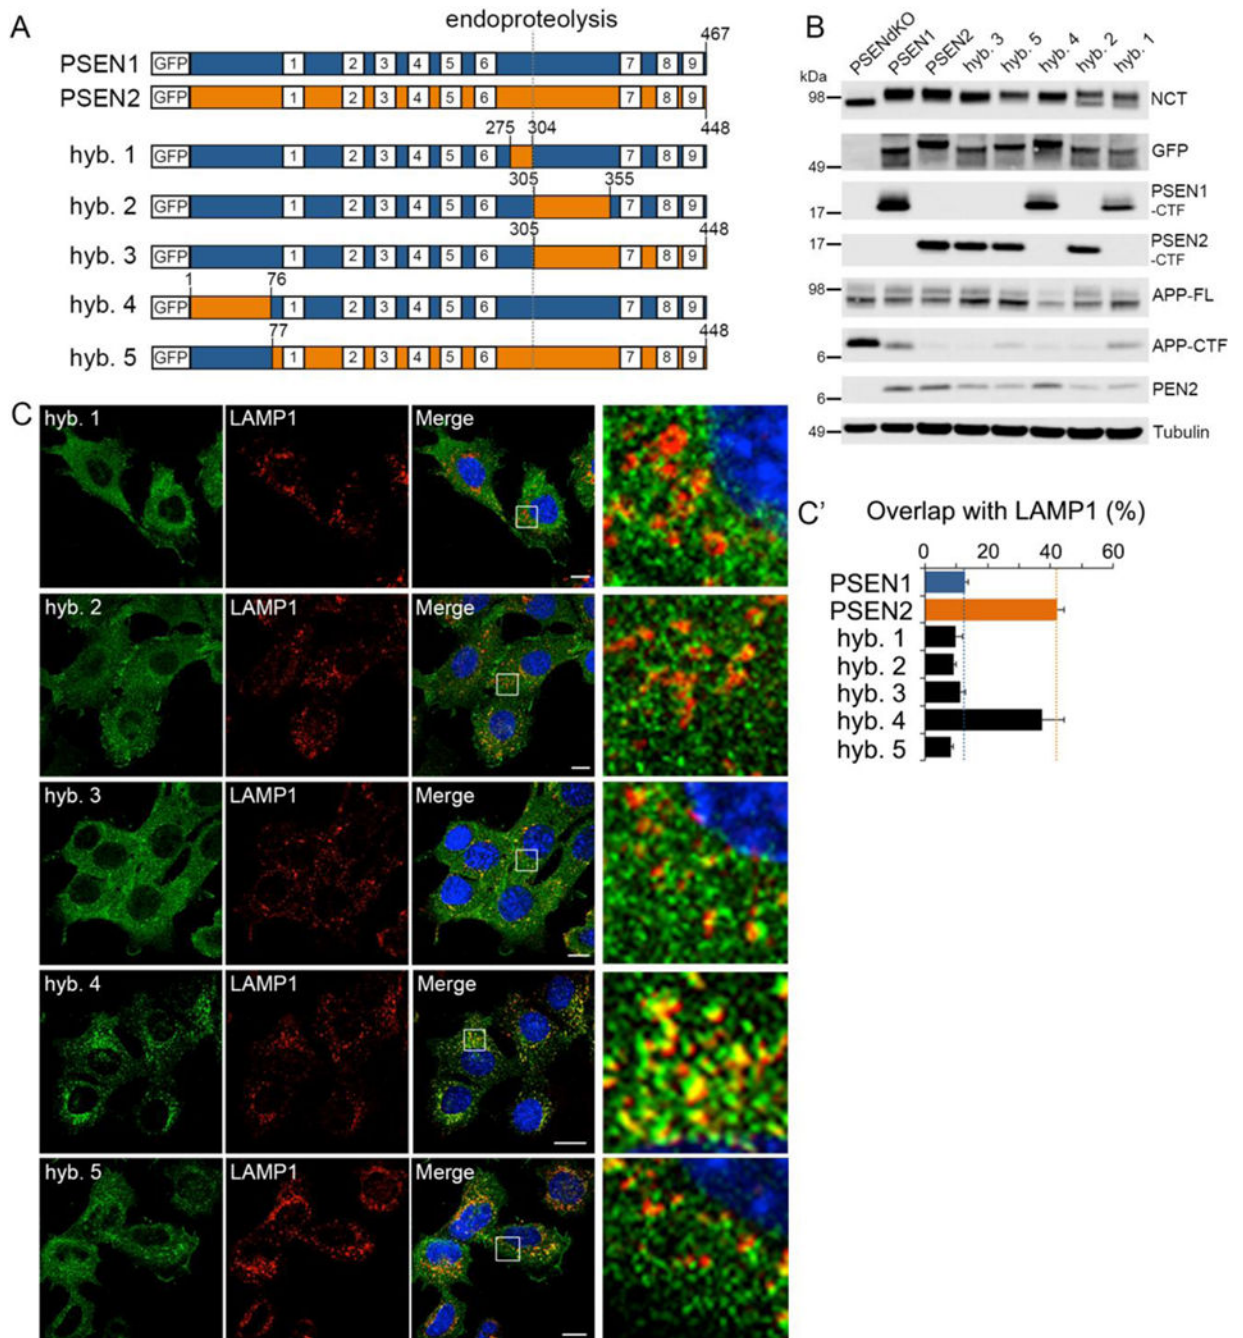 A
endoproteolysis
467
PSEN1 GFP 1 2 3 4 5 6 7 8 9
PSEN2 GFP 1 2 3 4 5 6 7 8 9
275 304 448
hyb. 1 GFP 1 2 3 4 5 6 7 8 9
305 355
hyb. 2 GFP 1 2 3 4 5 6 7 8 9
305 448
hyb. 3 GFP 1 2 3 4 5 6 7 8 9
1 76
hyb. 4 GFP 1 2 3 4 5 6 7 8 9
77 448
hyb. 5 GFP 1 2 3 4 5 6 7 8 9
B
PSENdKO PSEN1 PSEN2 hyb. 3 hyb. 5 hyb. 4 hyb. 2 hyb. 1
kDa
98 NCT
GFP
49
PSEN1
17 -CTF
17 PSEN2
-CTF
98 APP-FL
APP-CTF
6
PEN2
6
49 Tubulin
C
hyb. 1 LAMP1 Merge
hyb. 2 LAMP1 Merge
hyb. 3 LAMP1 Merge
hyb. 4 LAMP1 Merge
hyb. 5 LAMP1 Merge
C'
Overlap with LAMP1 (%)
0 20 40 60
PSEN1
PSEN2
hyb. 1
hyb. 2
hyb. 3
hyb. 4
hyb. 5